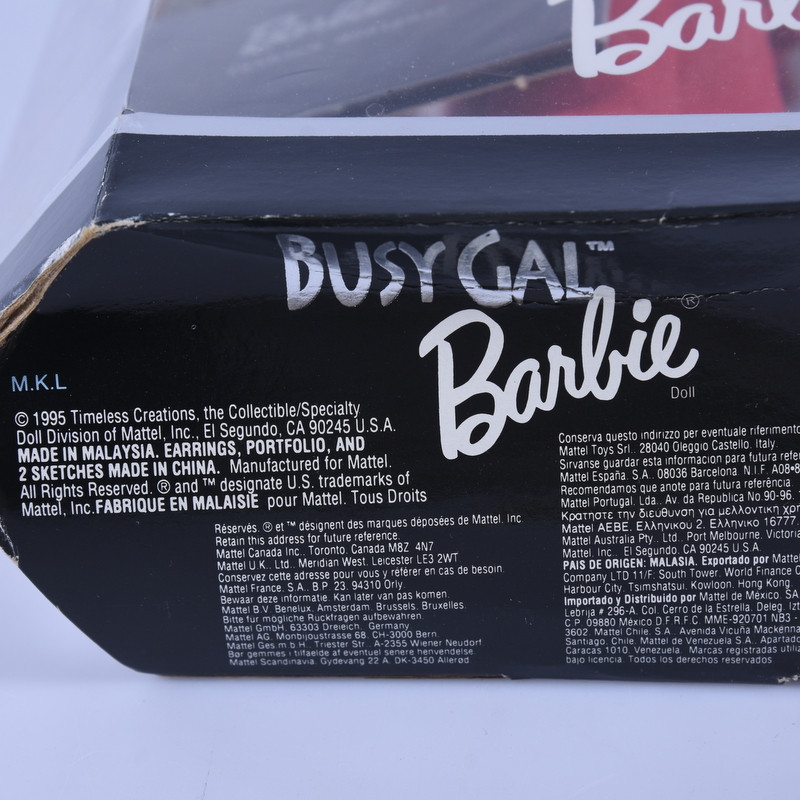 Bar
BUSY GAL™
Barbie®
Doll
M.K.L
© 1995 Timeless Creations, the Collectible/Specialty
Doll Division of Mattel, Inc., El Segundo, CA 90245 U.S.A.
MADE IN MALAYSIA. EARRINGS, PORTFOLIO, AND
2 SKETCHES MADE IN CHINA. Manufactured for Mattel.
All Rights Reserved. ® and ™ designate U.S. trademarks of
Mattel, Inc. FABRIQUÉ EN MALAISIE pour Mattel. Tous Droits
Réservés. ® et ™ désignent des marques déposées de Mattel. Inc.
Retain this address for future reference.
Mattel Canada Inc., Toronto, Canada M8Z 4N7
Mattel U.K. Ltd., Meridian West, Leicester LE3 2WT.
Conservez cette adresse pour vous y référer en cas de besoin.
Mattel France, S.A., B.P. 23, 94310 Orly.
Bewaar deze informatie. Kan later van pas komen.
Mattel B.V. Benelux, Amsterdam, Brussels, Bruxelles.
Bitte für mögliche Rückfragen aufbewahren.
Mattel GmbH, 63303 Dreieich, Germany.
Mattel AG, Monbijoustrasse 68, CH-3000 Bern.
Mattel Ges.m.b.H., Triester Str., A-2355 Wiener Neudorf.
Bør gemmes i tilfælde af eventuel senere henvendelse.
Mattel Scandinavia, Gydevang 22 A, DK-3450 Allerød
Conserva questo indirizzo per eventuale riferimento
Mattel Toys Srl., 28040 Oleggio Castello, Italy.
Sirvanse guardar esta informacion para futura refer
Mattel España, S.A., 08036 Barcelona. N.I.F. A08
Recomendamos que anote para futura referência.
Mattel Portugal, Lda., Av. da Republica No.90-96,
Κρατηστε την διευθυνση για μελλοντικη χρη
Mattel AEBE, Ελληνικου 2, Ελληνικο 16777.
Mattel Australia Pty., Ltd., Port Melbourne, Victoria
Mattel, Inc., El Segundo, CA 90245 U.S.A.
PAIS DE ORIGEN: MALASIA. Exportado por Mattel
Company LTD 11/F. South Tower, World Finance C
Harbour City, Tsimshatsui, Kowloon, Hong Kong.
Importado y Distribuido por Mattel de México, SA
Lebrija # 296-A, Col. Cerro de la Estrella, Deleg. Izt
C.P. 09880 México D.F R.F.C. MME-920701 NB3 -
3602. Mattel Chile, S.A., Avenida Vicuña Mackenna
Santiago, Chile. Mattel de Venezuela S.A., Apartado
Caracas 1010, Venezuela. Marcas registradas utiliz
bajo licencia. Todos los derechos reservados